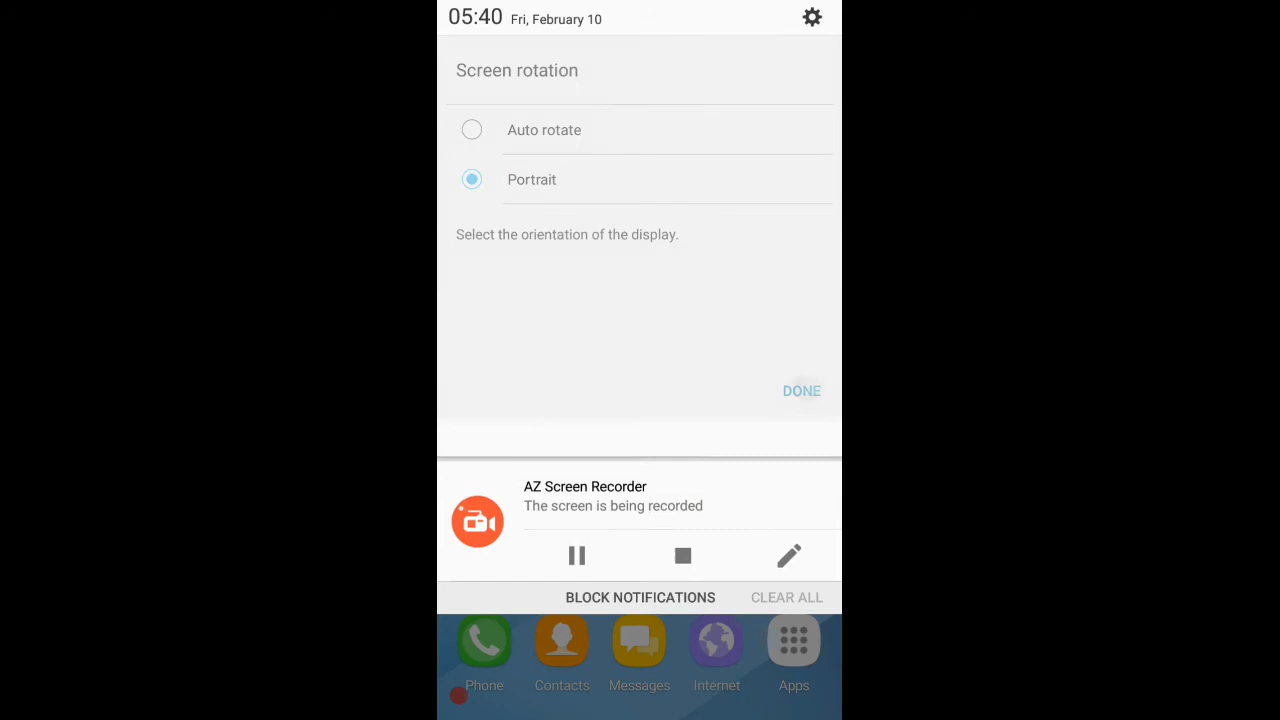 05:40 Fri, February 10
Screen rotation
Auto rotate
Portrait
Select the orientation of the display.
DONE
AZ Screen Recorder
The screen is being recorded
BLOCK NOTIFICATIONS CLEAR ALL
Phone Contacts Messages Internet Apps